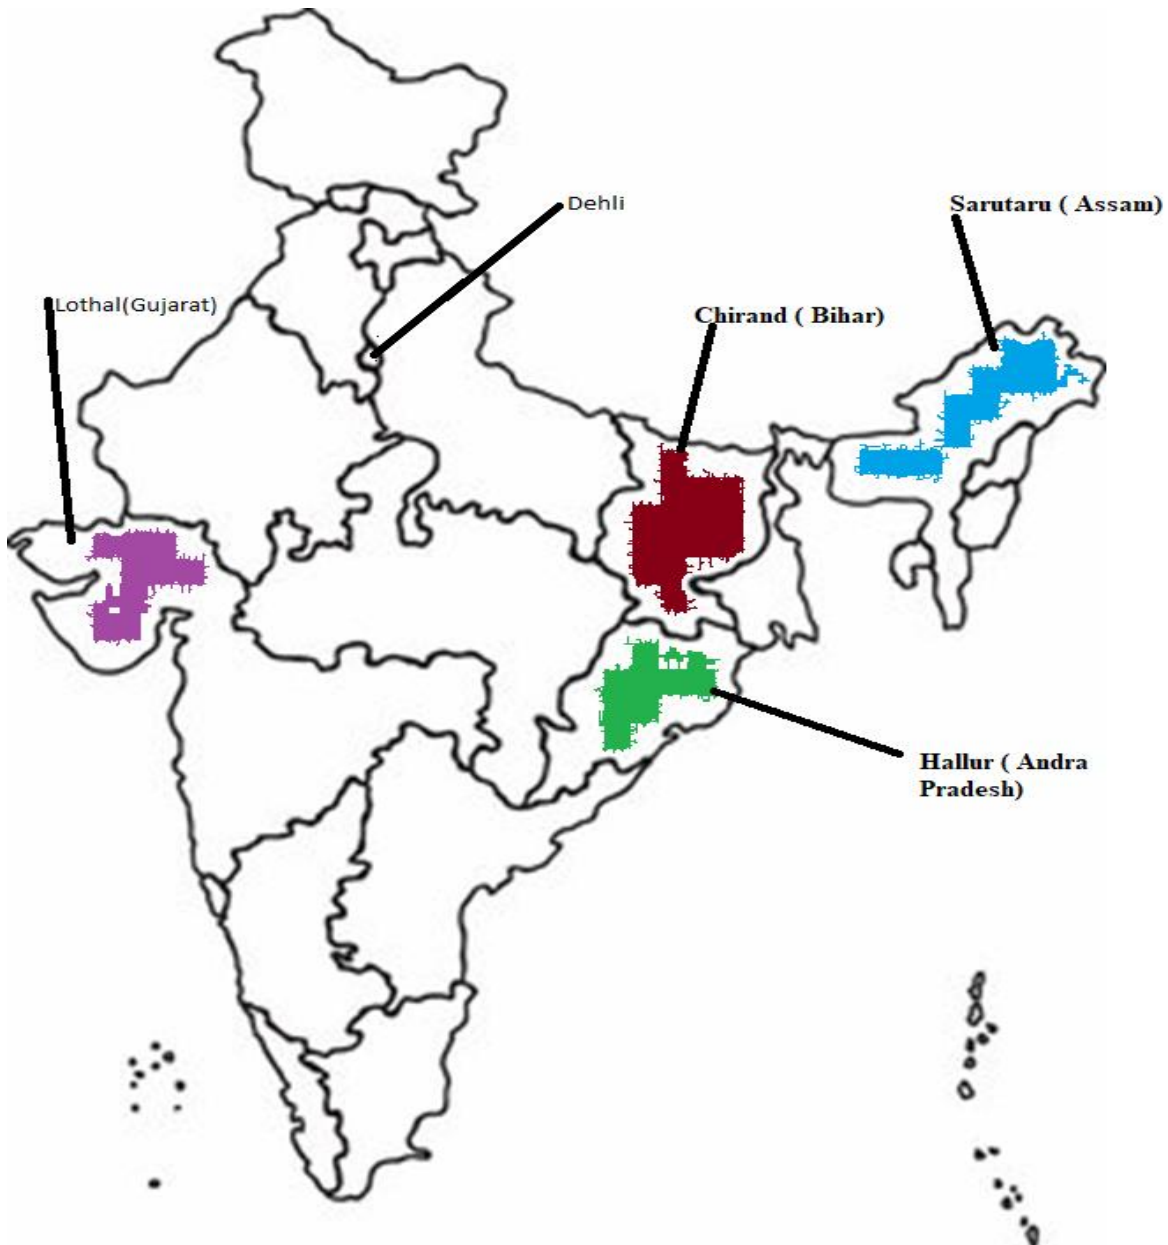 Dehli
Sarutaru ( Assam)
Lothal(Gujarat)
Chirand ( Bihar)
Hallur ( Andra
Pradesh)